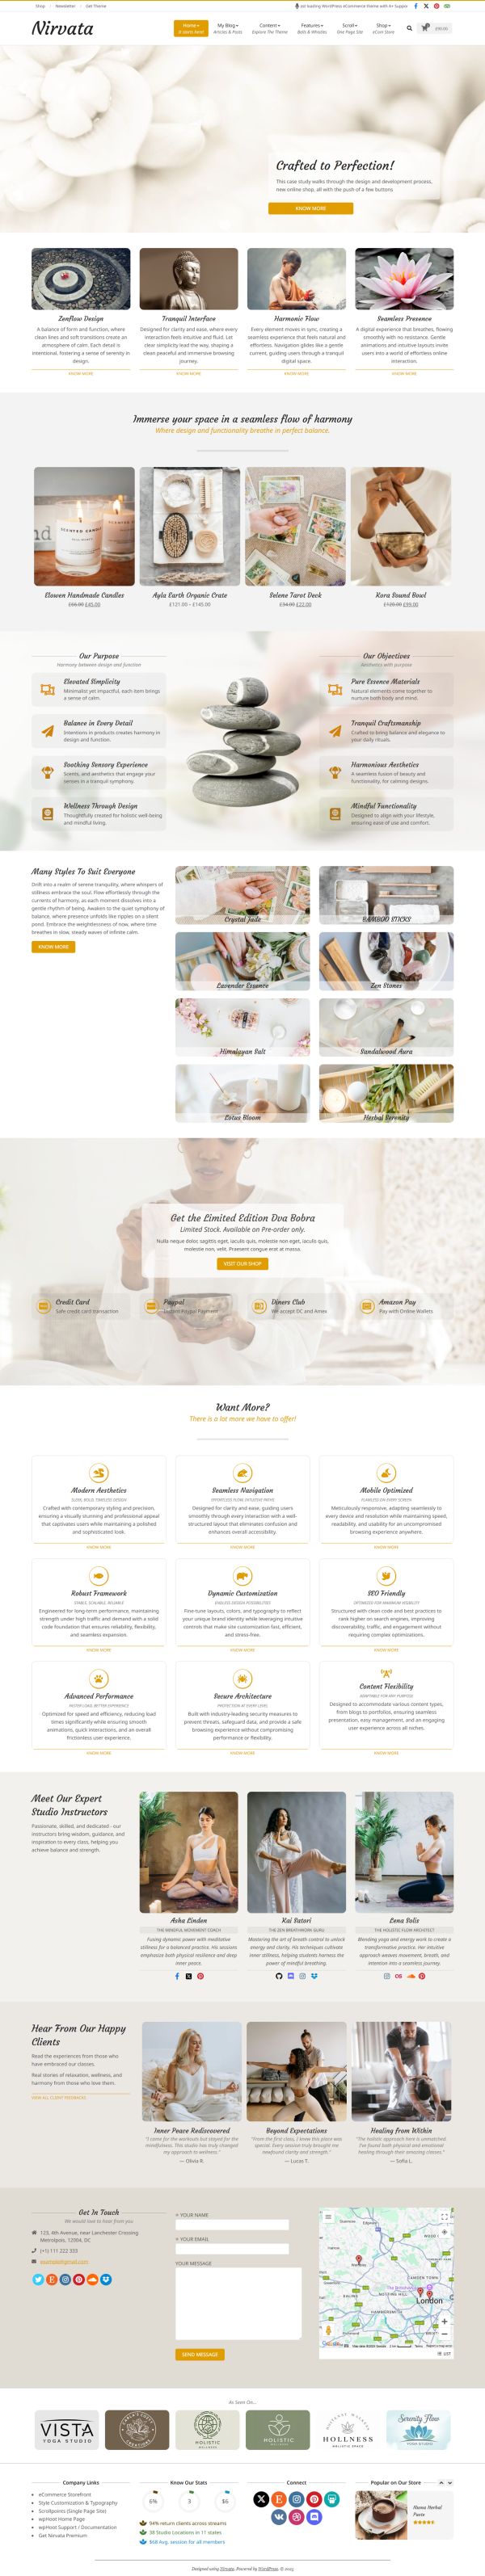 Shop
Newsletter
Get Theme
Nirvata
Home
It starts here!
My Blog
Articles & Posts
Content
Explore The Theme
Features
Bells & Whistles
Scroll
One Page Site
Shop
eCom Store
£90.00
Crafted to Perfection!
This case study walks through the design and development process,
new online shop, all with the push of a few buttons
KNOW MORE
Zenflow Design
A balance of form and function, where
clean lines and soft transitions create an
atmosphere of calm. Each detail is
intentional, fostering a sense of serenity in
design.
KNOW MORE
Tranquil Interface
Designed for clarity and ease, where every
interaction feels intuitive and fluid. Let
clear simplicity lead the way, shaping a
clean peaceful and immersive browsing
journey.
KNOW MORE
Harmonic Flow
Every element moves in sync, creating a
seamless experience that feels natural and
effortless. Navigation glides like a gentle
current, guiding users through a tranquil
digital space.
KNOW MORE
Seamless Presence
A digital experience that breathes, flowing
smoothly with no resistance. Gentle
animations and intuitive layouts invite
users into a world of effortless online
interaction.
KNOW MORE
Immerse your space in a seamless flow of harmony
Where design and functionality breathe in perfect balance.
SCENTED CANDLE
Elowen Handmade Candles
£45.00
Ayla Earth Organic Crate
£121.00 – £145.00
Selene Tarot Deck
£34.00 £22.00
Kora Sound Bowl
£120.00 £99.00
Our Purpose
Harmony between design and function
Elevated Simplicity
Minimalist yet impactful, each item brings
a sense of calm.
Balance in Every Detail
Intentions in products creates harmony in
design and function.
Soothing Sensory Experience
Scents, and aesthetics that engage your
senses in a tranquil symphony.
Wellness Through Design
Thoughtfully created for holistic well-being
and mindful living.
Our Objectives
Aesthetics with purpose
Pure Essence Materials
Natural elements come together to
nurture both body and mind.
Tranquil Craftsmanship
Crafted to bring balance and elegance to
your daily rituals.
Harmonious Aesthetics
A seamless fusion of beauty and
functionality, for calming designs.
Mindful Functionality
Designed to align with your lifestyle,
ensuring ease of use and comfort.
Many Styles To Suit Everyone
Drift into a realm of serene tranquility, where whispers of
stillness embrace the soul. Flow effortlessly through the
currents of harmony, as each moment dissolves into a
gentle rhythm of being. Awaken to the quiet symphony of
balance, where presence unfolds like ripples on a silent
pond. Embrace the weightlessness of now, where time
breathes in slow, steady waves of infinite calm.
KNOW MORE
Crystal Jade
BAMBOO STICKS
Lavender Essence
Zen Stones
Himalayan Salt
Sandalwood Aura
Lotus Bloom
Herbal Serenity
Get the Limited Edition Dva Bobra
Limited Stock. Available on Pre-order only.
Nulla neque dolor, sagittis eget, iaculis quis, molestie non eget, iaculis quis,
molestie non, velit. Praesent congue erat at massa.
VISIT OUR SHOP
Credit Card
Safe credit card transaction
Paypal
Diners Club
We accept DC and Amex
Amazon Pay
Pay with Online Wallets
Want More?
There is a lot more we have to offer!
Modern Aesthetics
SLEEK, BOLD, TIMELESS DESIGN
Crafted with contemporary styling and precision,
ensuring a visually stunning and professional appeal
that captivates users while maintaining a polished
and sophisticated look.
KNOW MORE
Seamless Navigation
EFFORTLESS FLOW, INTUITIVE PATHS
Designed for clarity and ease, guiding users
smoothly through every interaction with a well-
structured layout that eliminates confusion and
enhances overall accessibility.
KNOW MORE
Mobile Optimized
FLAWLESS ON EVERY SCREEN
Meticulously responsive, adapting seamlessly to
every device and resolution while maintaining speed,
readability, and usability for an uncompromised
browsing experience anywhere.
KNOW MORE
Robust Framework
STABLE, SCALABLE, RELIABLE
Engineered for long-term performance, maintaining
strength under high traffic and demand with a solid
code foundation that ensures reliability, flexibility,
and seamless expansion.
KNOW MORE
Dynamic Customization
ENDLESS DESIGN POSSIBILITIES
Fine-tune layouts, colors, and typography to reflect
your unique brand identity while leveraging intuitive
controls that make site customization fast, efficient,
and stress-free.
KNOW MORE
SEO Friendly
OPTIMIZED FOR MAXIMUM VISIBILITY
Structured with clean code and best practices to
rank higher on search engines, improving
discoverability, traffic, and engagement without
requiring complex optimizations.
KNOW MORE
Advanced Performance
FASTER LOAD, BETTER EXPERIENCE
Optimized for speed and efficiency, reducing load
times significantly while ensuring smooth
animations, quick interactions, and an overall
frictionless user experience.
KNOW MORE
Secure Architecture
PROTECTION AT EVERY LEVEL
Built with industry-leading security measures to
prevent threats, safeguard data, and provide a safe
browsing experience without compromising
performance or flexibility.
KNOW MORE
Content Flexibility
ADAPTABLE FOR ANY PURPOSE
Designed to accommodate various content types,
from blogs to portfolios, ensuring seamless
presentation, easy management, and an engaging
user experience across all niches.
KNOW MORE
Meet Our Expert
Studio Instructors
Passionate, skilled, and dedicated - our
instructors bring wisdom, guidance, and
inspiration to every class, helping you
achieve balance and strength.
Asha Linden
THE MINDFUL MOVEMENT COACH
Fusing dynamic power with meditative
stillness for a balanced practice. His sessions
emphasize both physical resilience and deep
inner peace.
Kai Satori
THE ZEN BREATHWORK GURU
Mastering the art of breath control to unlock
energy and clarity. His techniques cultivate
inner stillness, helping students harness the
power of mindful breathing.
Lena Solis
THE HOLISTIC FLOW ARCHITECT
Blending yoga and energy work to create a
transformative practice. Her intuitive
approach weaves movement, breath, and
intention into a seamless journey.
Hear From Our Happy
Clients
Read the experiences from those who
have embraced our classes.
Real stories of relaxation, wellness, and
harmony from those who love them.
VIEW ALL CLIENT FEEDBACK
Inner Peace Rediscovered
"I came for the workouts but stayed for the
mindfulness. This studio has truly changed
my approach to wellness."
— Olivia R.
Beyond Expectations
"From the first class, I knew this place was
special. Every session truly brought me
newfound clarity and strength."
— Lucas T.
Healing from Within
"The holistic approach here is unmatched.
I've found both physical and emotional
healing through their amazing classes."
— Sofia L.
Get In Touch
We would love to hear from you
123, 4th Avenue, near Lanchester Crossing
Metropolis, 12904, DC
(+1) 111 222 333
example@gmail.com
YOUR NAME
YOUR EMAIL
YOUR MESSAGE
SEND MESSAGE
CAMDEN TOWN
NOTTING HILL
HAMMERSMITH
London
Google
As Seen On...
VISTA
YOGA STUDIO
HOLISTIC
WELLNESS
HOLISTIC
WELLNESS
HOLLNESS
HOLISTIC SPACE
Serenity Flow
Company Links
eCommerce Storefront
Style Customization & Typography
Scrollpoints (Single Page Site)
wpHoot Home Page
wpHoot Support / Documentation
Get Nirvata Premium
Know Our Stats
6%
3
$6
94% return clients across streams
38 Studio Locations in 11 states
$68 Avg. session for all members
Connect
Popular on Our Store
Hansa Herbal
Paste
Designed using Nirvata. Powered by WordPress. © 2025